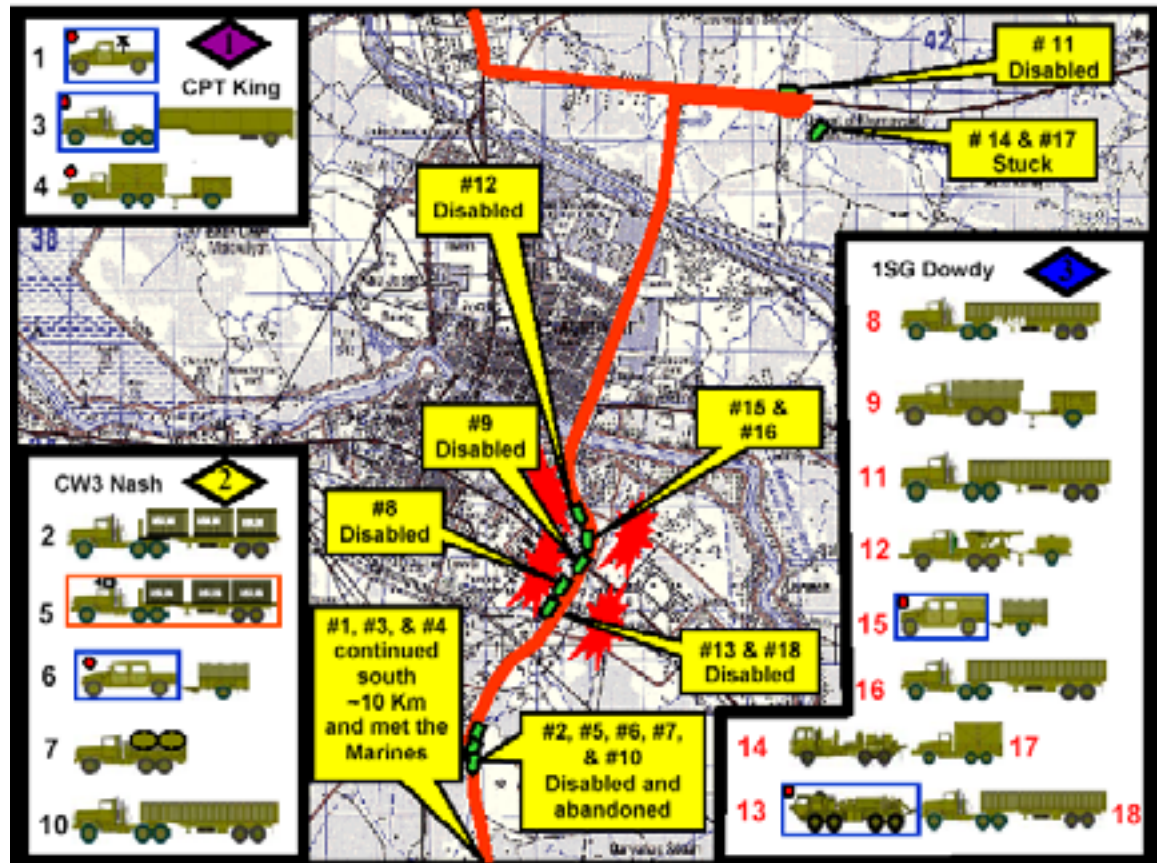 1
1
CPT King
3
4
# 11
Disabled
42
# 14 & #17
Stuck
#12
Disabled
38
1SG Dowdy
3
8
9
11
12
15
16
14
17
13
18
#9
Disabled
#15 &
#16
#8
Disabled
CW3 Nash
2
2
5
6
7
10
#1, #3, & #4
continued
south
~10 Km
and met the
Marines
#13 & #18
Disabled
#2, #5, #6, #7,
& #10
Disabled and
abandoned